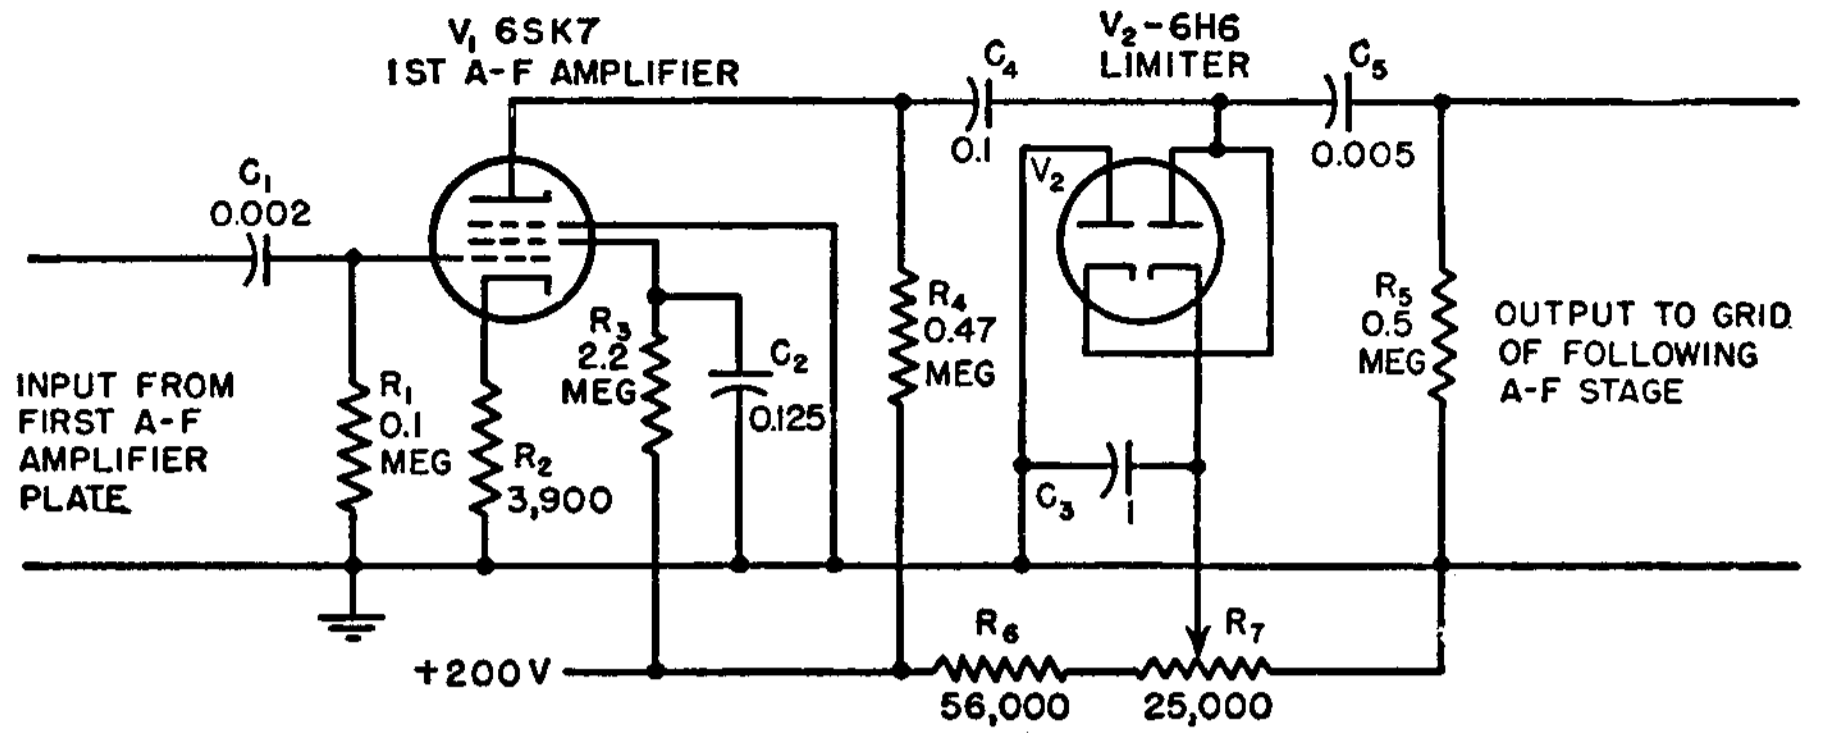 V₁ 6SK7
1ST A-F AMPLIFIER
V₂-6H6
LIMITER
C₄
0.1
C₅
0.005
C₁
0.002
V₂
R₃
2.2
MEG
C₂
0.125
R₄
0.47
MEG
R₅
0.5
MEG
OUTPUT TO GRID
OF FOLLOWING
A-F STAGE
INPUT FROM
FIRST A-F
AMPLIFIER
PLATE
R₁
0.1
MEG
R₂
3,900
C₃
1
R₆
56,000
R₇
25,000
+200V